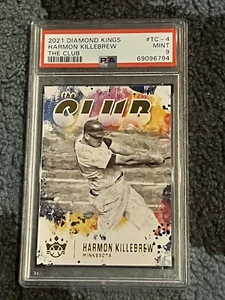 2021 DIAMOND KINGS #TC-4
HARMON KILLEBREW MINT
THE CLUB 9
PSA 69096794
THE
CLUB
HARMON KILLEBREW
MINNESOTA